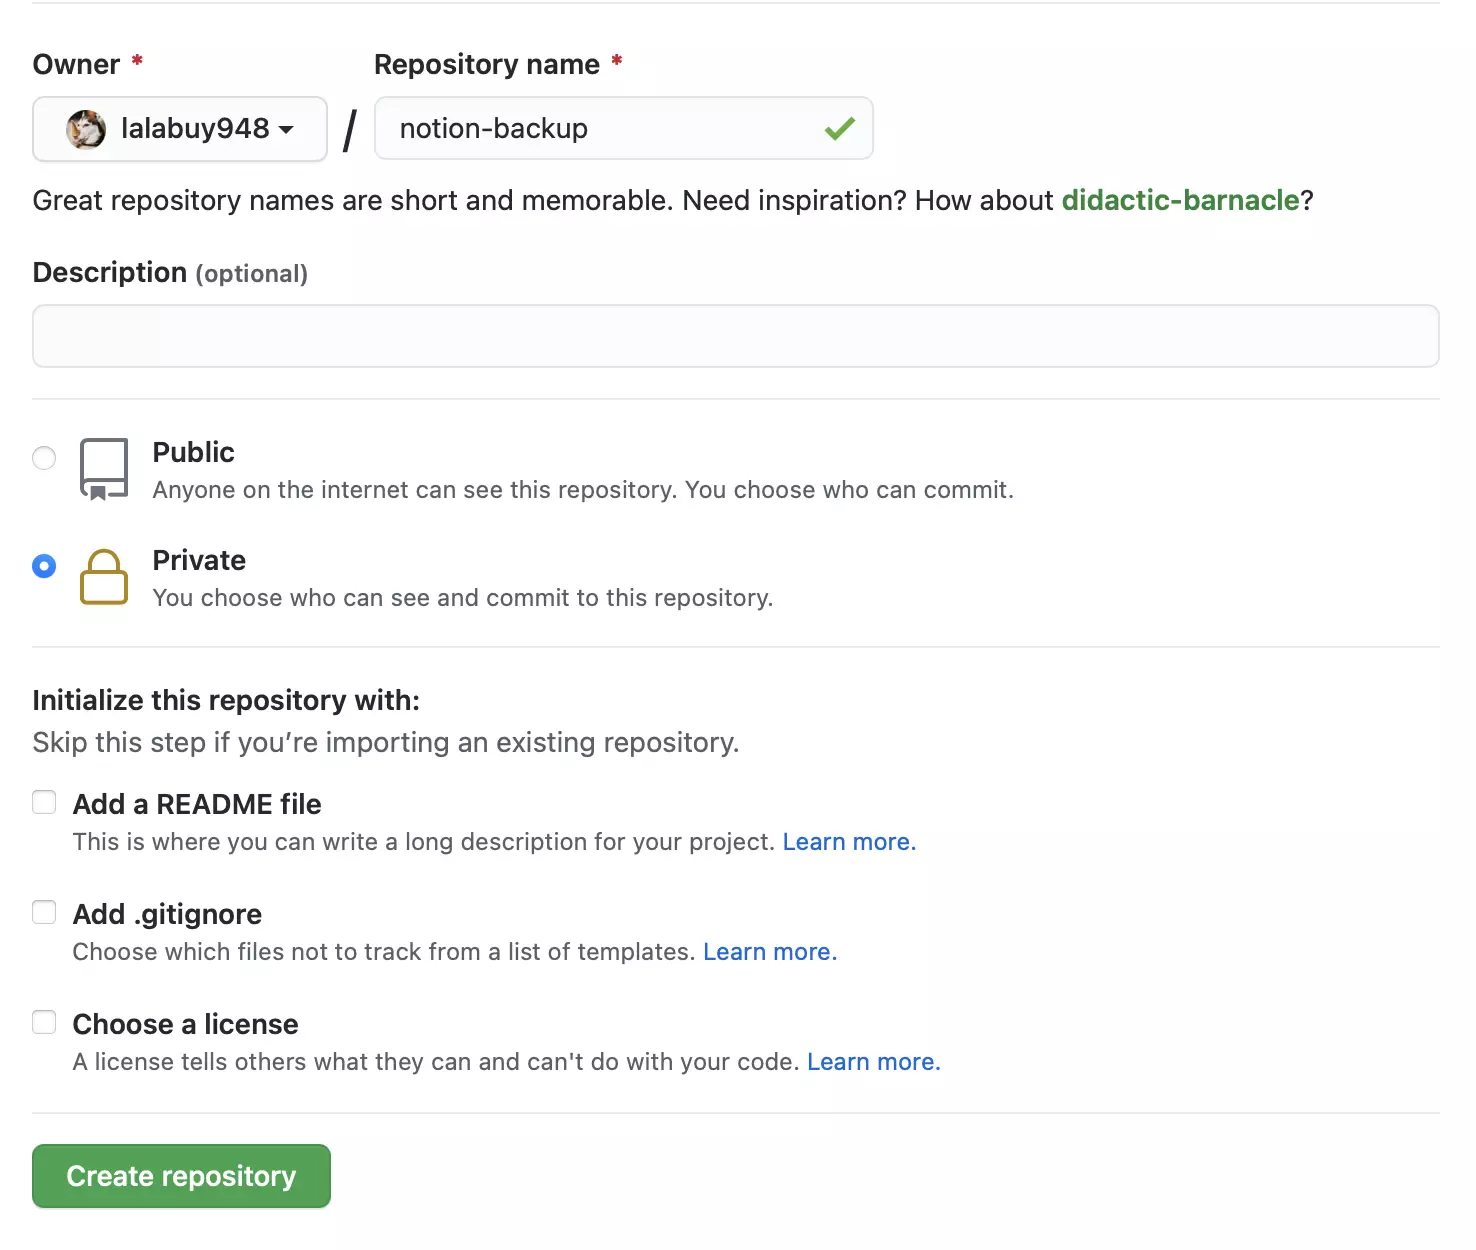 Owner *
Repository name *
lalabuy948
/
notion-backup
Great repository names are short and memorable. Need inspiration? How about didactic-barnacle?
Description (optional)
Public
Anyone on the internet can see this repository. You choose who can commit.
Private
You choose who can see and commit to this repository.
Initialize this repository with:
Skip this step if you’re importing an existing repository.
Add a README file
This is where you can write a long description for your project. Learn more.
Add .gitignore
Choose which files not to track from a list of templates. Learn more.
Choose a license
A license tells others what they can and can't do with your code. Learn more.
Create repository